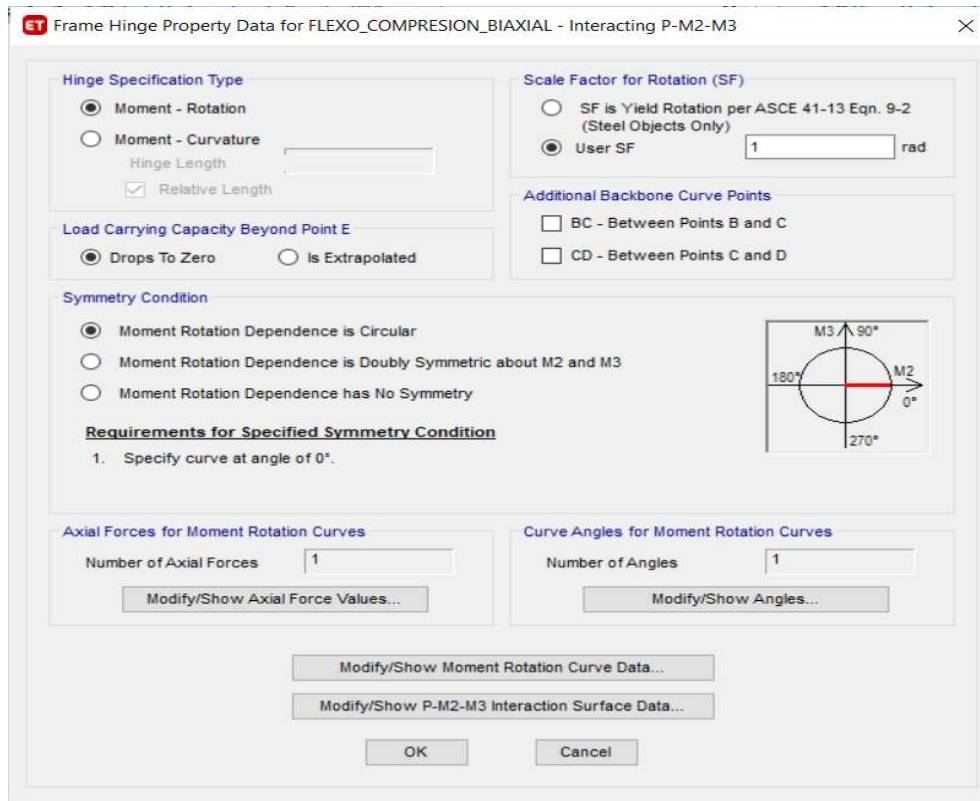 ET Frame Hinge Property Data for FLEXO_COMPRESION_BIAXIAL - Interacting P-M2-M3
Hinge Specification Type
Moment - Rotation
Moment - Curvature
Hinge Length
Relative Length
Scale Factor for Rotation (SF)
SF is Yield Rotation per ASCE 41-13 Eqn. 9-2
(Steel Objects Only)
User SF 1 rad
Load Carrying Capacity Beyond Point E
Drops To Zero Is Extrapolated
Additional Backbone Curve Points
BC - Between Points B and C
CD - Between Points C and D
Symmetry Condition
Moment Rotation Dependence is Circular
Moment Rotation Dependence is Doubly Symmetric about M2 and M3
Moment Rotation Dependence has No Symmetry
Requirements for Specified Symmetry Condition
1. Specify curve at angle of 0°.
M3 90°
180° M2
0°
270°
Axial Forces for Moment Rotation Curves
Number of Axial Forces 1
Modify/Show Axial Force Values...
Curve Angles for Moment Rotation Curves
Number of Angles 1
Modify/Show Angles...
Modify/Show Moment Rotation Curve Data...
Modify/Show P-M2-M3 Interaction Surface Data...
OK Cancel